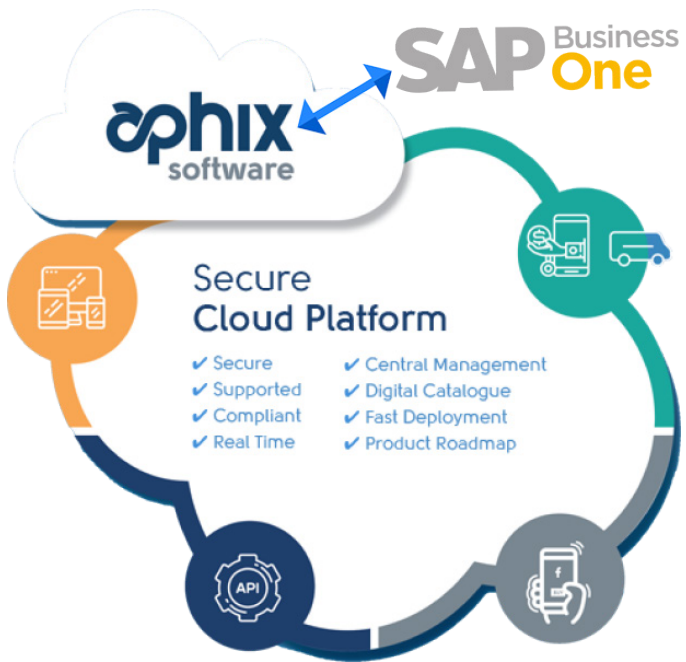 SAP Business
One
aphix
software
Secure
Cloud Platform
✔ Secure
✔ Supported
✔ Compliant
✔ Real Time
✔ Central Management
✔ Digital Catalogue
✔ Fast Deployment
✔ Product Roadmap
$
API
f